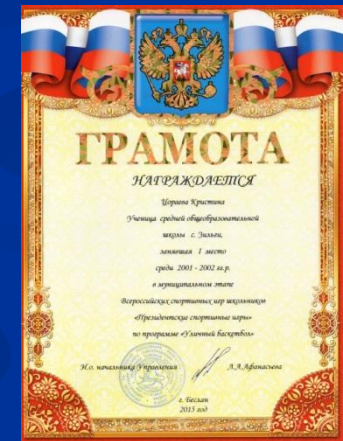 ГРАМОТА
НАГРАЖДАЕТСЯ
Цораева Кристина
Ученица средней общеобразовательной
школы с. Зильги,
занявшая 1 место
среди 2001 - 2002 гг.р.
в муниципальном этапе
Всероссийских спортивных игр школьников
«Президентские спортивные игры»
по программе «Уличный баскетбол»
И.о. начальника Управления А.А.Афанасьева
г. Беслан
2015 год